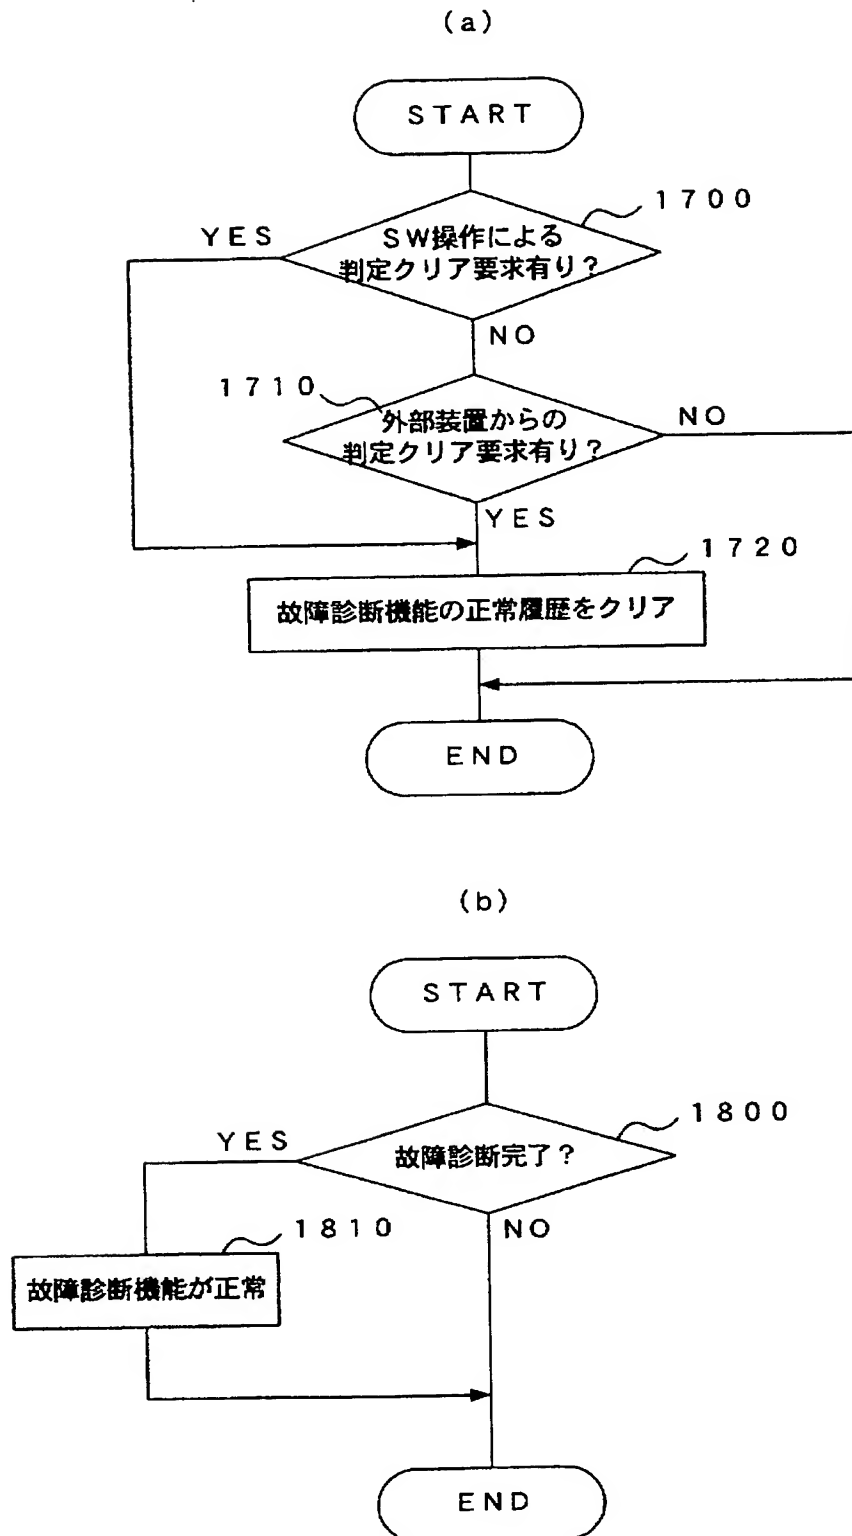 (a)
START
1700
YES
SW操作による
判定クリア要求有り?
NO
1710
外部装置からの
判定クリア要求有り?
NO
YES
1720
故障診断機能の正常履歴をクリア
END
(b)
START
1800
YES
故障診断完了?
1810
NO
故障診断機能が正常
END